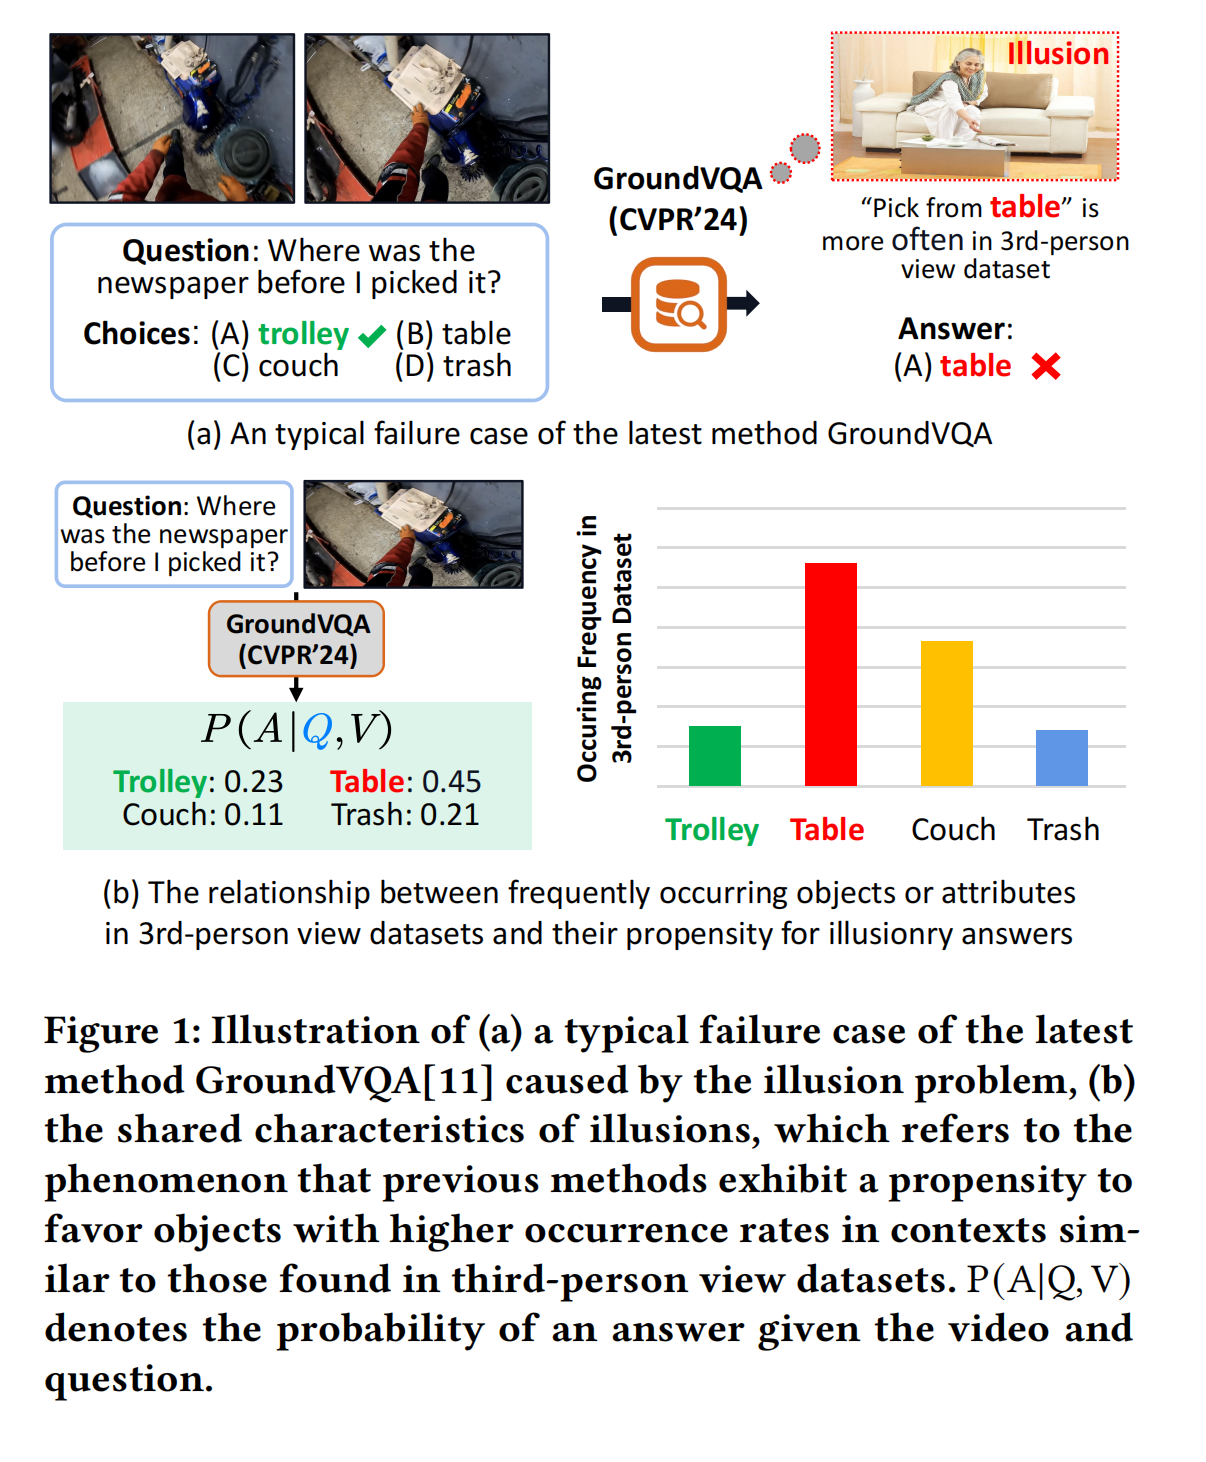 Illusion
GroundVQA
(CVPR'24)
“Pick from table” is
more often in 3rd-person
view dataset
Question: Where was the
newspaper before I picked it?
Choices: (A) trolley (B) table
(C) couch (D) trash
Answer:
(A) table
(a) An typical failure case of the latest method GroundVQA
Question: Where
was the newspaper
before I picked it?
GroundVQA
(CVPR'24)
P(A|Q,V)
Trolley: 0.23 Table: 0.45
Couch: 0.11 Trash: 0.21
Occuring Frequency in
3rd-person Dataset
Trolley Table Couch Trash
(b) The relationship between frequently occurring objects or attributes
in 3rd-person view datasets and their propensity for illusionry answers
Figure 1: Illustration of (a) a typical failure case of the latest
method GroundVQA[11] caused by the illusion problem, (b)
the shared characteristics of illusions, which refers to the
phenomenon that previous methods exhibit a propensity to
favor objects with higher occurrence rates in contexts sim-
ilar to those found in third-person view datasets. P(A|Q, V)
denotes the probability of an answer given the video and
question.